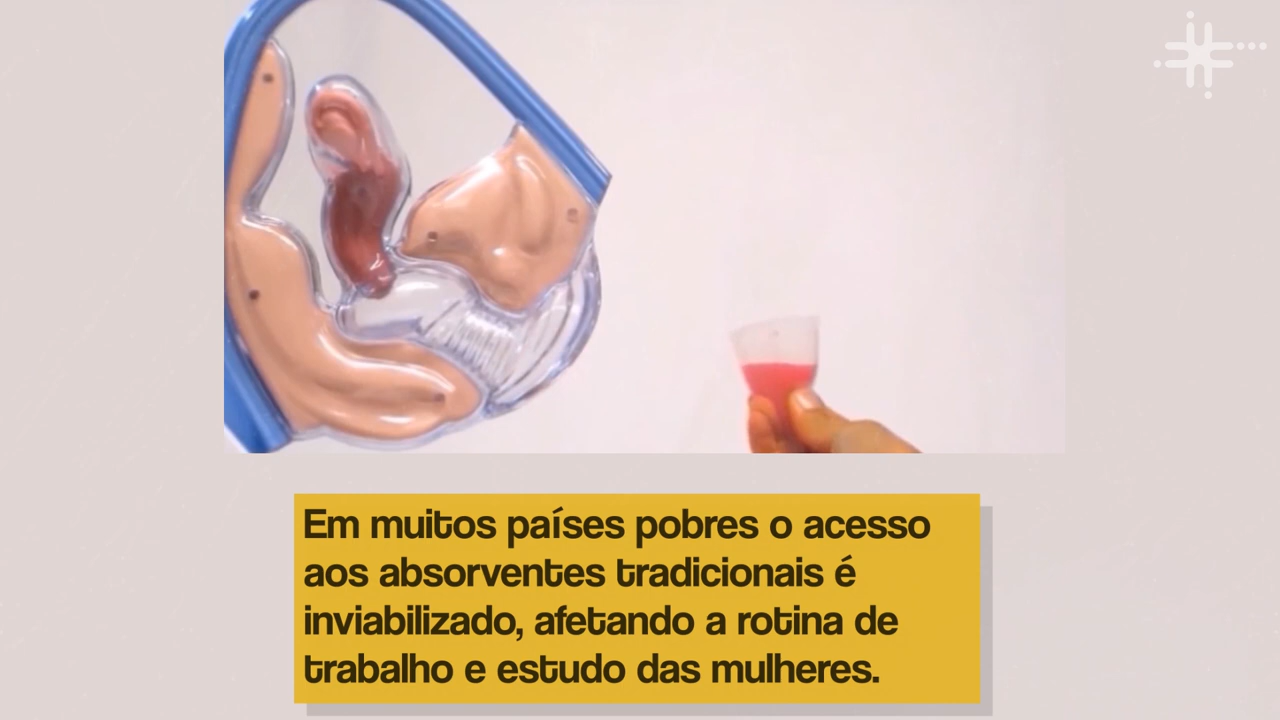 Em muitos países pobres o acesso
aos absorventes tradicionais é
inviabilizado, afetando a rotina de
trabalho e estudo das mulheres.